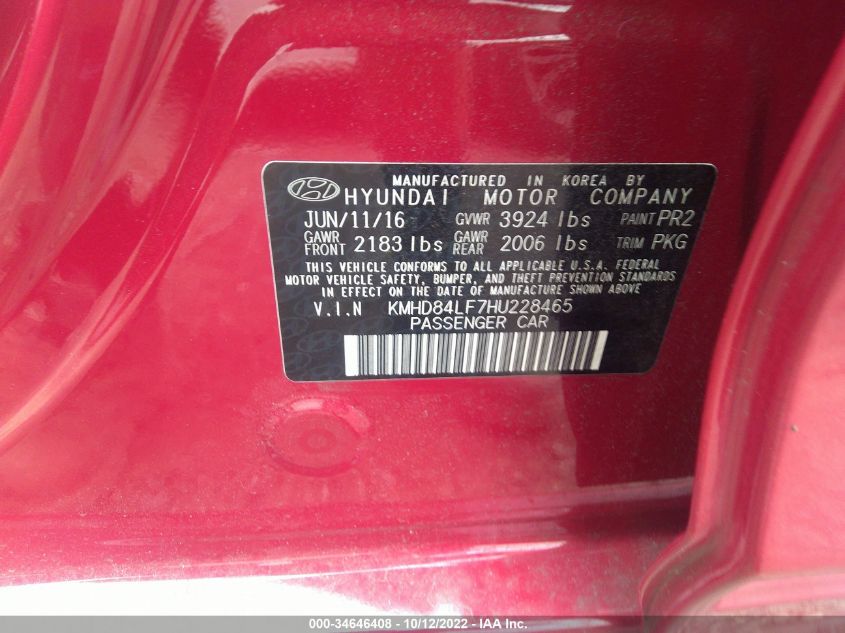 MANUFACTURED IN KOREA BY
HYUNDAI MOTOR COMPANY
JUN/11/16 GVWR 3924 lbs PAINT PR2
GAWR FRONT 2183 lbs GAWR REAR 2006 lbs TRIM PKG
THIS VEHICLE CONFORMS TO ALL APPLICABLE U.S.A. FEDERAL
MOTOR VEHICLE SAFETY, BUMPER, AND THEFT PREVENTION STANDARDS
IN EFFECT ON THE DATE OF MANUFACTURE SHOWN ABOVE
V.I.N KMHD84LF7HU228465
PASSENGER CAR
000-34646408 - 10/12/2022 - IAA Inc.